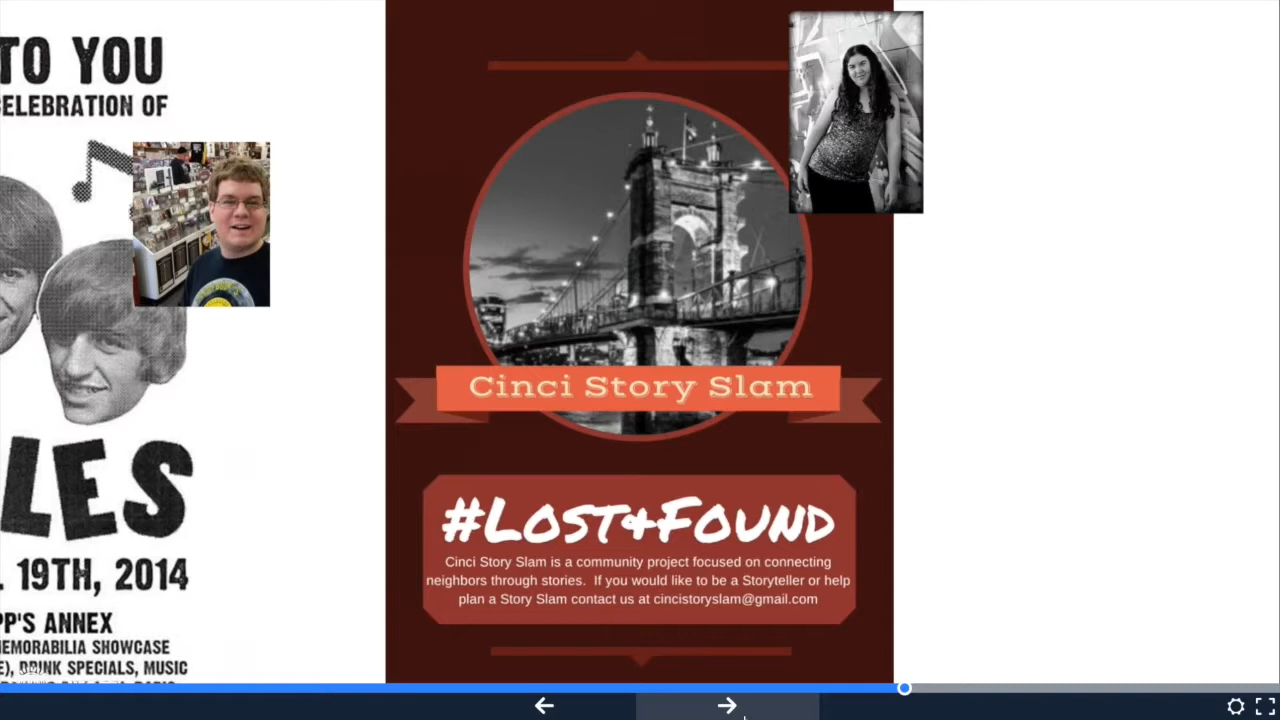 TO YOU
CELEBRATION OF
LES
19TH, 2014
PP'S ANNEX
MEMORABILIA SHOWCASE
E), DRINK SPECIALS, MUSIC
Cinci Story Slam
#LOST&FOUND
Cinci Story Slam is a community project focused on connecting
neighbors through stories. If you would like to be a Storyteller or help
plan a Story Slam contact us at cincistoryslam@gmail.com